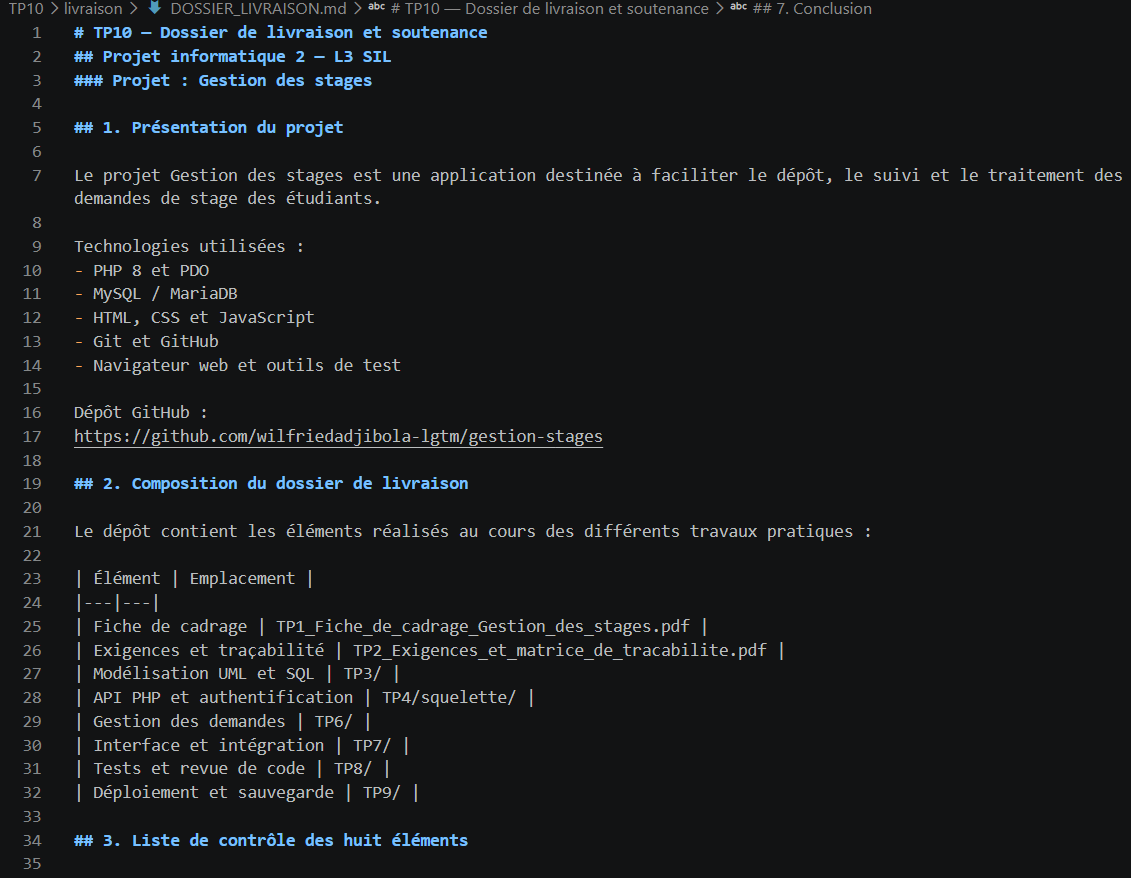 TP10 > livraison > DOSSIER_LIVRAISON.md > abc # TP10 — Dossier de livraison et soutenance > abc ## 7. Conclusion
1 # TP10 — Dossier de livraison et soutenance
2 ## Projet informatique 2 — L3 SIL
3 ### Projet : Gestion des stages
4
5 ## 1. Présentation du projet
6
7 Le projet Gestion des stages est une application destinée à faciliter le dépôt, le suivi et le traitement des
demandes de stage des étudiants.
8
9 Technologies utilisées :
10 - PHP 8 et PDO
11 - MySQL / MariaDB
12 - HTML, CSS et JavaScript
13 - Git et GitHub
14 - Navigateur web et outils de test
15
16 Dépôt GitHub :
17 https://github.com/wilfriedadjibola-lgtm/gestion-stages
18
19 ## 2. Composition du dossier de livraison
20
21 Le dépôt contient les éléments réalisés au cours des différents travaux pratiques :
22
23 | Élément | Emplacement |
24 |---|---|
25 | Fiche de cadrage | TP1_Fiche_de_cadrage_Gestion_des_stages.pdf |
26 | Exigences et traçabilité | TP2_Exigences_et_matrice_de_tracabilite.pdf |
27 | Modélisation UML et SQL | TP3/ |
28 | API PHP et authentification | TP4/squelette/ |
29 | Gestion des demandes | TP6/ |
30 | Interface et intégration | TP7/ |
31 | Tests et revue de code | TP8/ |
32 | Déploiement et sauvegarde | TP9/ |
33
34 ## 3. Liste de contrôle des huit éléments
35